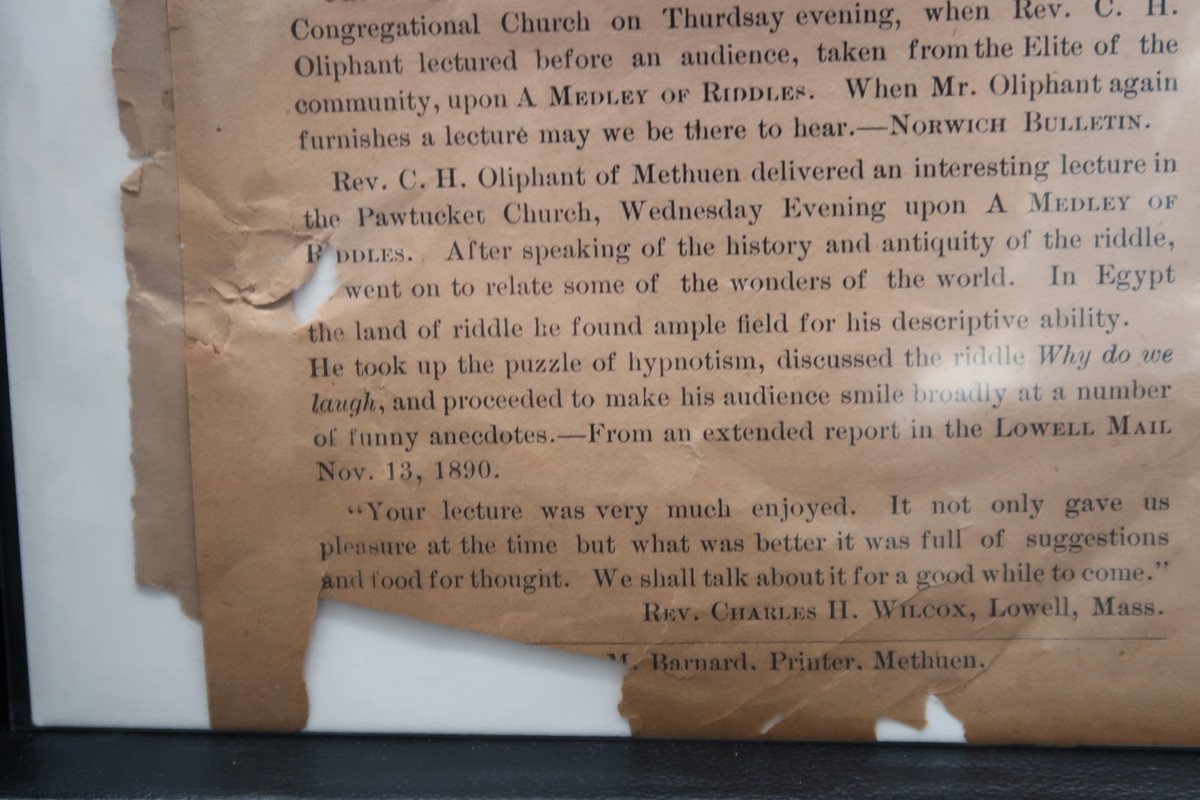 Congregational Church on Thurdsay evening, when Rev. C. H.
Oliphant lectured before an audience, taken from the Elite of the
community, upon A MEDLEY OF RIDDLES. When Mr. Oliphant again
furnishes a lecture may we be there to hear.—NORWICH BULLETIN.
Rev. C. H. Oliphant of Methuen delivered an interesting lecture in
the Pawtucket Church, Wednesday Evening upon A MEDLEY OF
R DDLES. After speaking of the history and antiquity of the riddle,
went on to relate some of the wonders of the world. In Egypt
the land of riddle he found ample field for his descriptive ability.
He took up the puzzle of hypnotism, discussed the riddle Why do we
laugh, and proceeded to make his audience smile broadly at a number
of funny anecdotes.—From an extended report in the LOWELL MAIL
Nov. 13, 1890.
“Your lecture was very much enjoyed. It not only gave us
pleasure at the time but what was better it was full of suggestions
and food for thought. We shall talk about it for a good while to come.”
REV. CHARLES H. WILCOX, Lowell, Mass.
M. Barnard. Printer. Methuen.